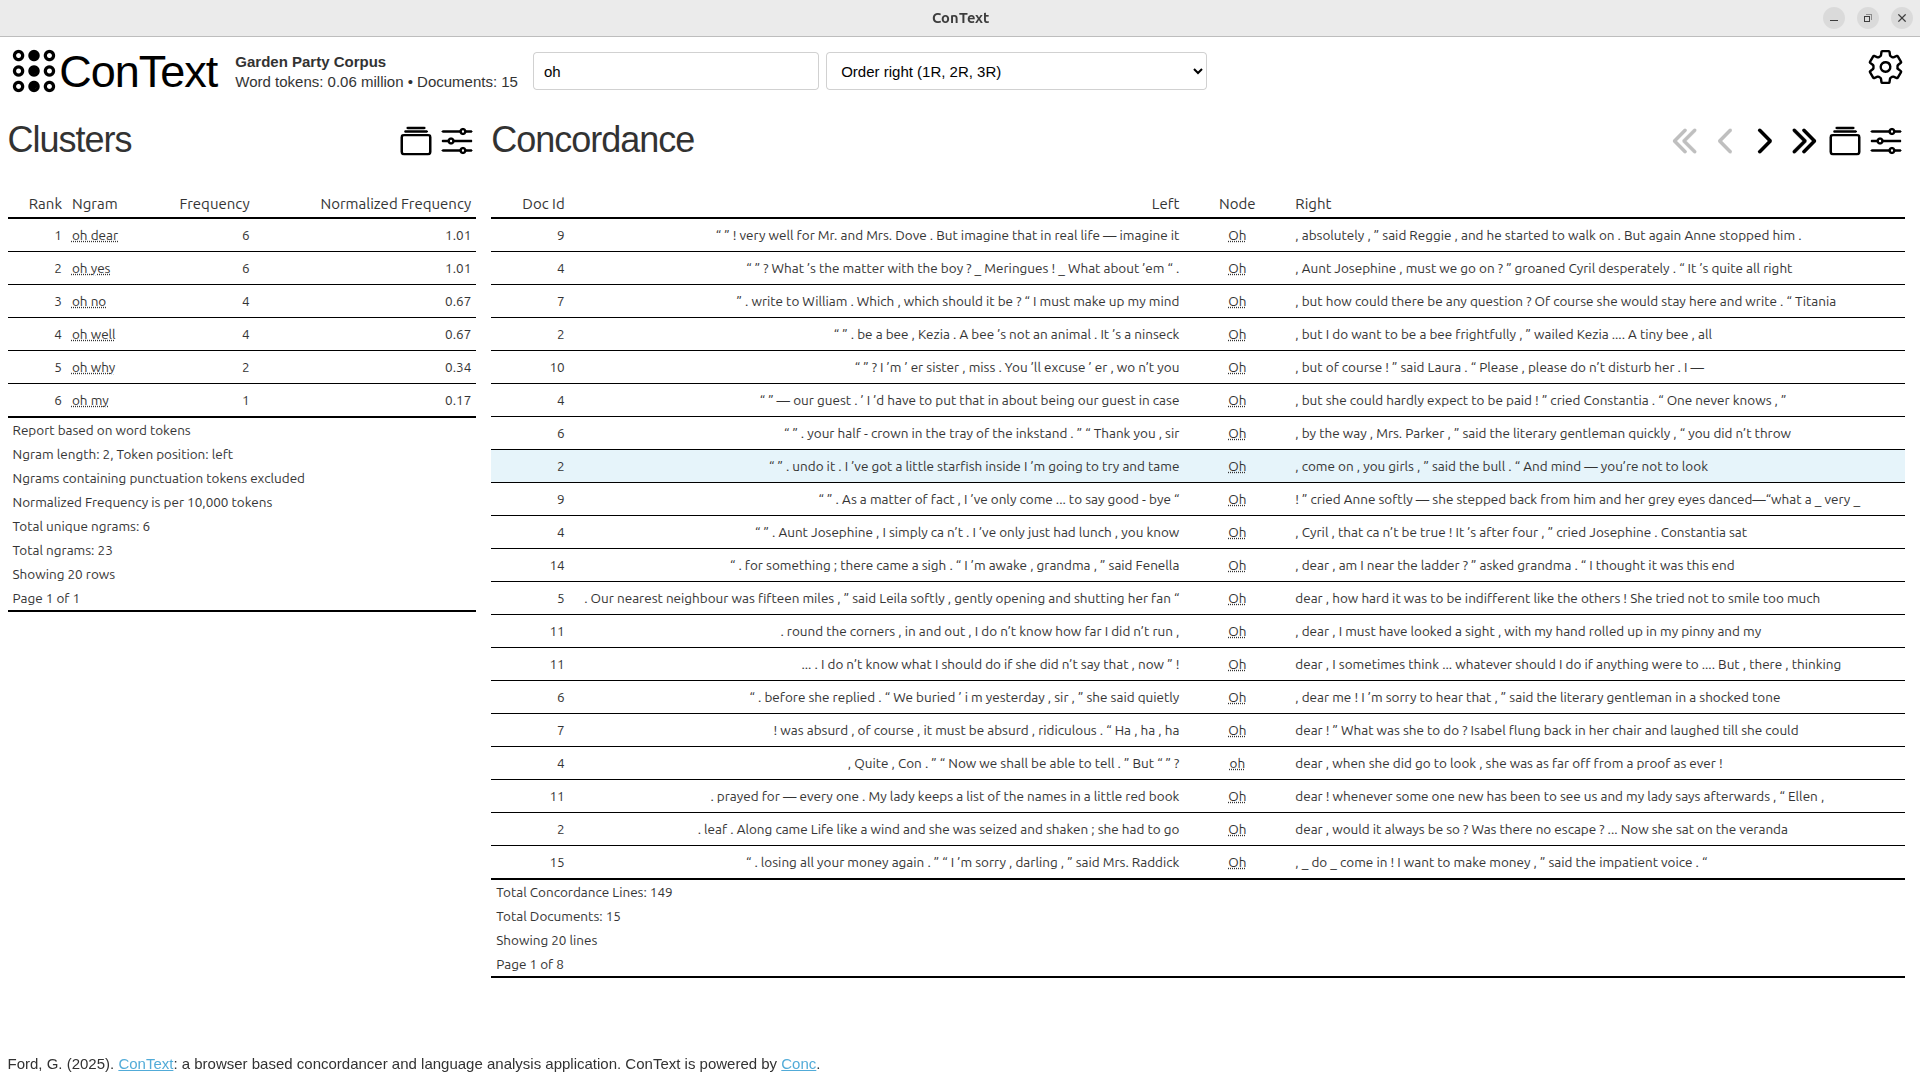 ConText
ConText
Garden Party Corpus
Word tokens: 0.06 million • Documents: 15
oh
Order right (1R, 2R, 3R)
Clusters
Rank Ngram Frequency Normalized Frequency
1 oh dear 6 1.01
2 oh yes 6 1.01
3 oh no 4 0.67
4 oh well 4 0.67
5 oh why 2 0.34
6 oh my 1 0.17
Report based on word tokens
Ngram length: 2, Token position: left
Ngrams containing punctuation tokens excluded
Normalized Frequency is per 10,000 tokens
Total unique ngrams: 6
Total ngrams: 23
Showing 20 rows
Page 1 of 1
Concordance
Doc Id Left Node Right
9 “ ” ! very well for Mr. and Mrs. Dove . But imagine that in real life — imagine it Oh , absolutely , ” said Reggie , and he started to walk on . But again Anne stopped him .
4 “ ” ? What ’s the matter with the boy ? _ Meringues ! _ What about ’em “ . Oh , Aunt Josephine , must we go on ? ” groaned Cyril desperately . “ It ’s quite all right
7 ” . write to William . Which , which should it be ? “ I must make up my mind Oh , but how could there be any question ? Of course she would stay here and write . “ Titania
2 “ ” . be a bee , Kezia . A bee ’s not an animal . It ’s a ninseck Oh , but I do want to be a bee frightfully , ” wailed Kezia .... A tiny bee , all
10 “ ” ? I ’m ’ er sister , miss . You ’ll excuse ’ er , wo n’t you Oh , but of course ! ” said Laura . “ Please , please do n’t disturb her . I —
4 “ ” — our guest . ’ I ’d have to put that in about being our guest in case Oh , but she could hardly expect to be paid ! ” cried Constantia . “ One never knows , ”
6 “ ” . your half - crown in the tray of the inkstand . ” “ Thank you , sir Oh , by the way , Mrs. Parker , ” said the literary gentleman quickly , “ you did n’t throw
2 “ ” . undo it . I ’ve got a little starfish inside I ’m going to try and tame Oh , come on , you girls , ” said the bull . “ And mind — you’re not to look
9 “ ” . As a matter of fact , I ’ve only come ... to say good - bye “ Oh ! ” cried Anne softly — she stepped back from him and her grey eyes danced—“what a _ very _
4 “ ” . Aunt Josephine , I simply ca n’t . I ’ve only just had lunch , you know Oh , Cyril , that ca n’t be true ! It ’s after four , ” cried Josephine . Constantia sat
14 “ . for something ; there came a sigh . “ I ’m awake , grandma , ” said Fenella Oh , dear , am I near the ladder ? ” asked grandma . “ I thought it was this end
5 . Our nearest neighbour was fifteen miles , ” said Leila softly , gently opening and shutting her fan “ Oh dear , how hard it was to be indifferent like the others ! She tried not to smile too much
11 . round the corners , in and out , I do n’t know how far I did n’t run , Oh , dear , I must have looked a sight , with my hand rolled up in my pinny and my
11 ... . I do n’t know what I should do if she did n’t say that , now ” ! Oh dear , I sometimes think ... whatever should I do if anything were to .... But , there , thinking
6 “ . before she replied . “ We buried ’ i m yesterday , sir , ” she said quietly Oh , dear me ! I ’m sorry to hear that , ” said the literary gentleman in a shocked tone
7 ! was absurd , of course , it must be absurd , ridiculous . “ Ha , ha , ha Oh dear ! ” What was she to do ? Isabel flung back in her chair and laughed till she could
4 , Quite , Con . ” “ Now we shall be able to tell . ” But “ ” ? oh dear , when she did go to look , she was as far off from a proof as ever !
11 . prayed for — every one . My lady keeps a list of the names in a little red book Oh dear ! whenever some one new has been to see us and my lady says afterwards , “ Ellen ,
2 . leaf . Along came Life like a wind and she was seized and shaken ; she had to go Oh dear , would it always be so ? Was there no escape ? ... Now she sat on the veranda
15 “ . losing all your money again . ” “ I ’m sorry , darling , ” said Mrs. Raddick Oh , _ do _ come in ! I want to make money , ” said the impatient voice . “
Total Concordance Lines: 149
Total Documents: 15
Showing 20 lines
Page 1 of 8
Ford, G. (2025). ConText: a browser based concordancer and language analysis application. ConText is powered by Conc.